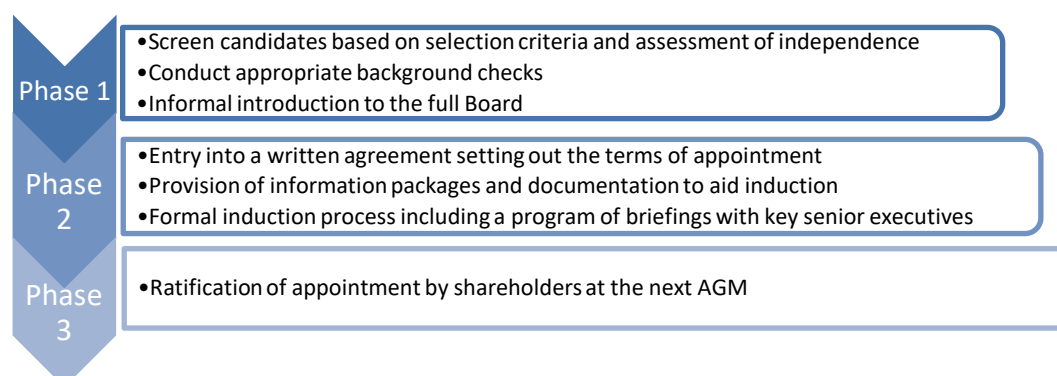 Phase 1
•Screen candidates based on selection criteria and assessment of independence
•Conduct appropriate background checks
•Informal introduction to the full Board
Phase
2
•Entry into a written agreement setting out the terms of appointment
•Provision of information packages and documentation to aid induction
•Formal induction process including a program of briefings with key senior executives
Phase
3
•Ratification of appointment by shareholders at the next AGM